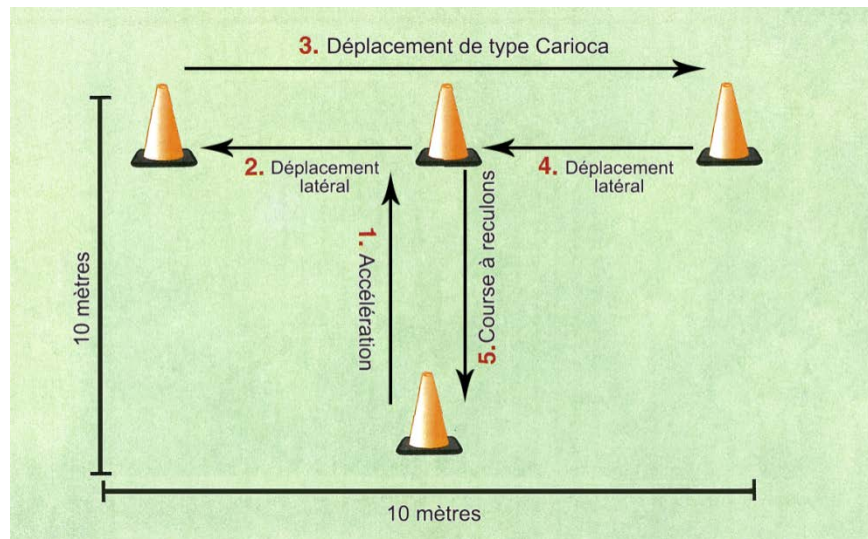 3. Déplacement de type Carioca
2. Déplacement
latéral
4. Déplacement
latéral
1. Accélération
5. Course à reculons
10 mètres
10 mètres